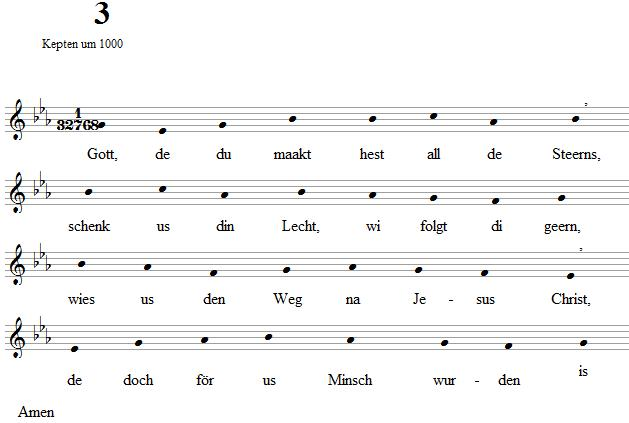 3
Kepten um 1000
1
32768
Gott, de du maakt hest all de Steerns,
schenk us din Lecht, wi folgt di geern,
wies us den Weg na Je - sus Christ,
de doch för us Minsch wur - den is
Amen